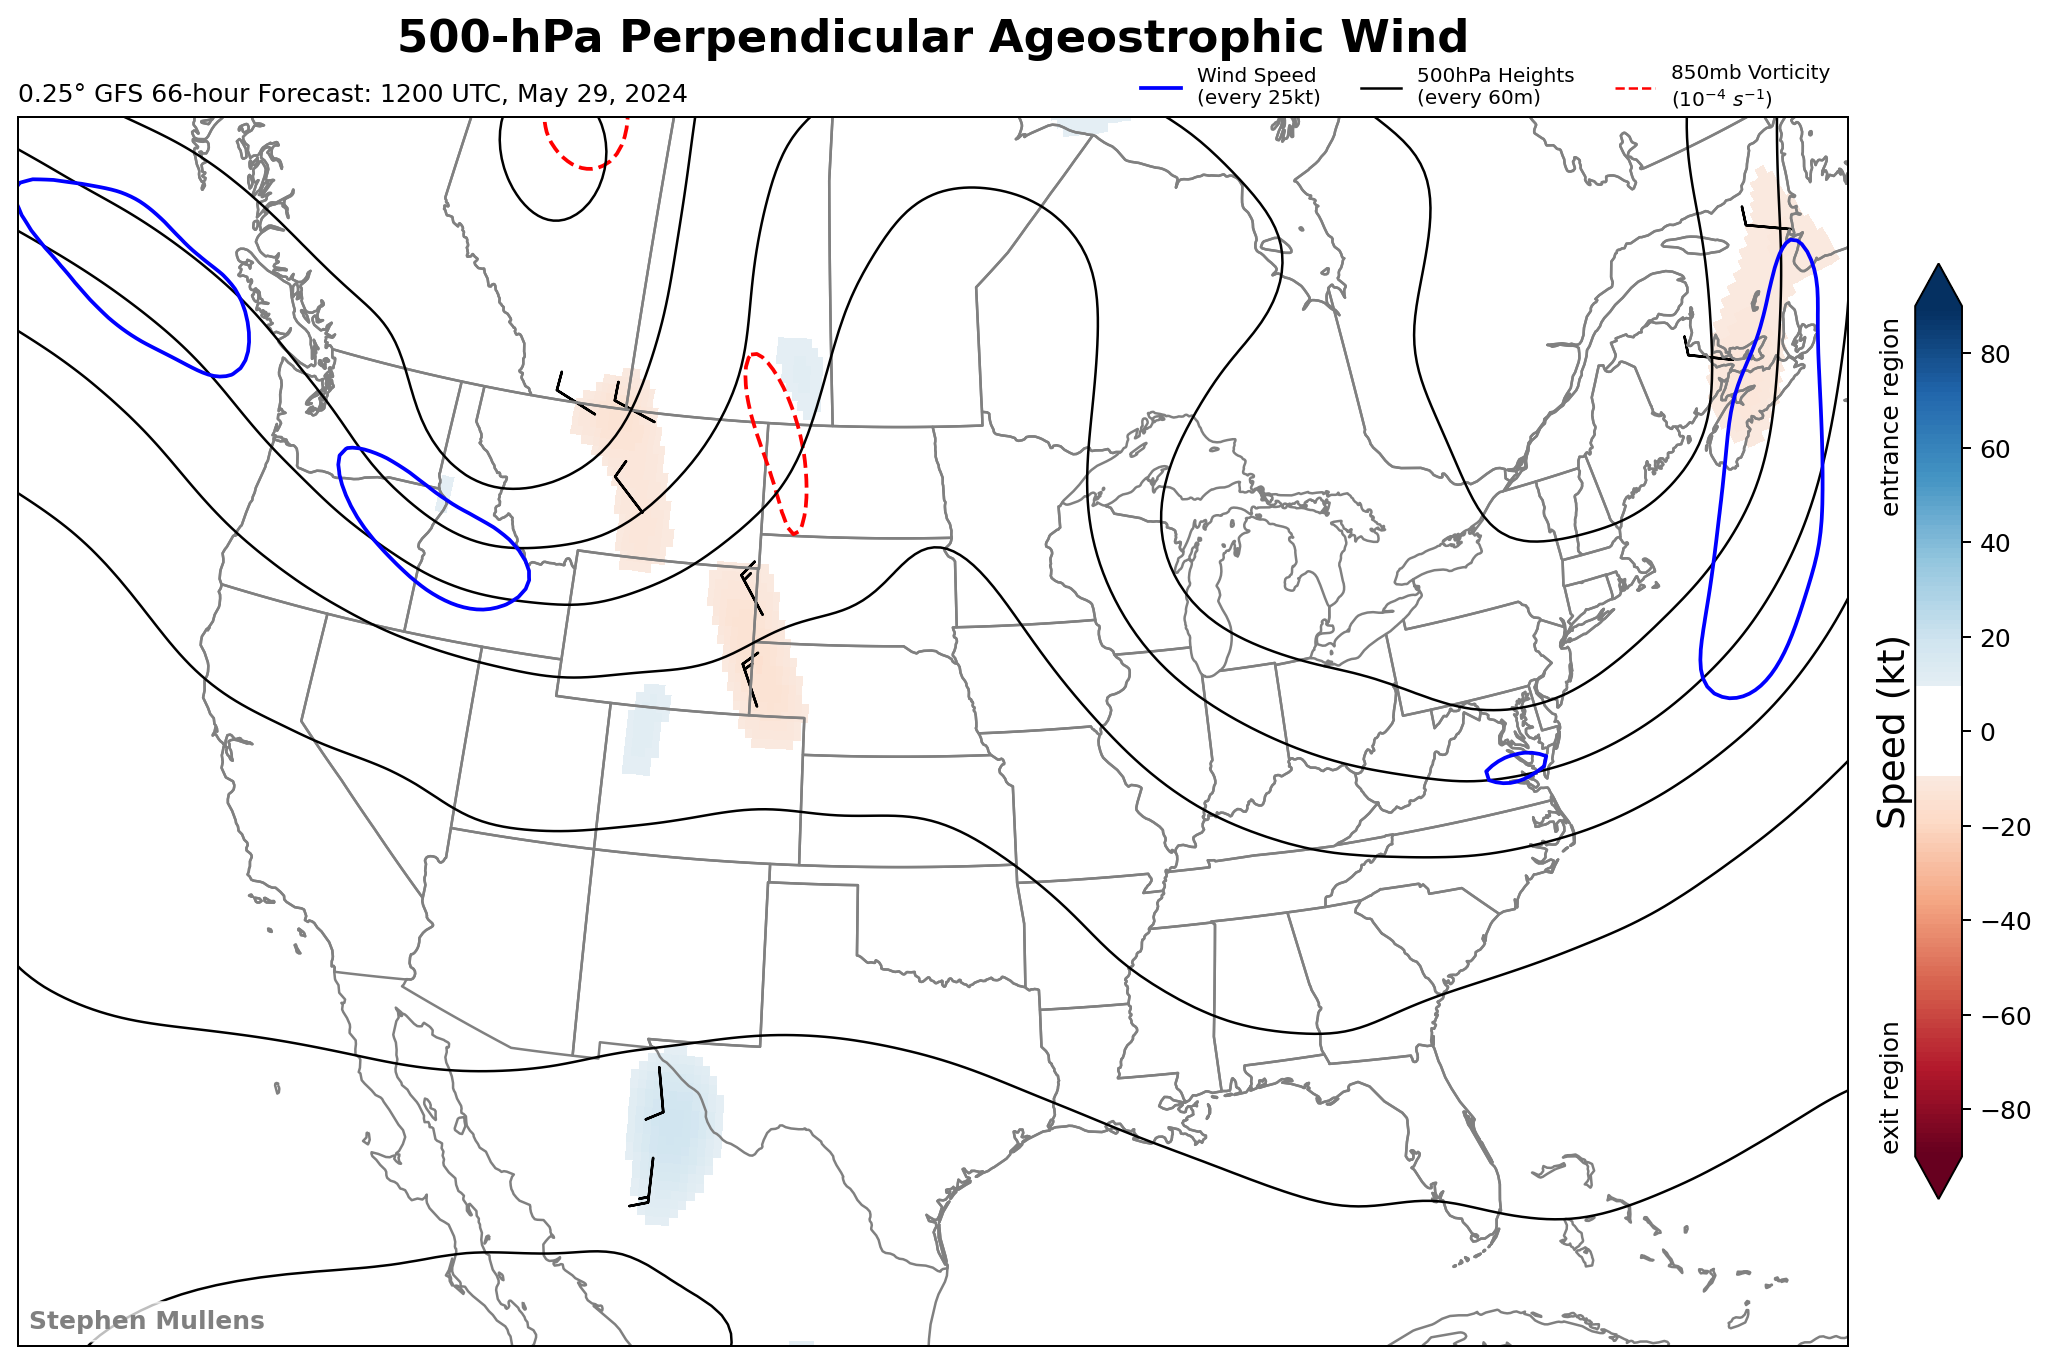 500-hPa Perpendicular Ageostrophic Wind
0.25° GFS 66-hour Forecast: 1200 UTC, May 29, 2024
Wind Speed
(every 25kt)
500hPa Heights
(every 60m)
850mb Vorticity
(10⁻⁴ s⁻¹)
entrance region
Speed (kt)
exit region
80
60
40
20
0
−20
−40
−60
−80
Stephen Mullens